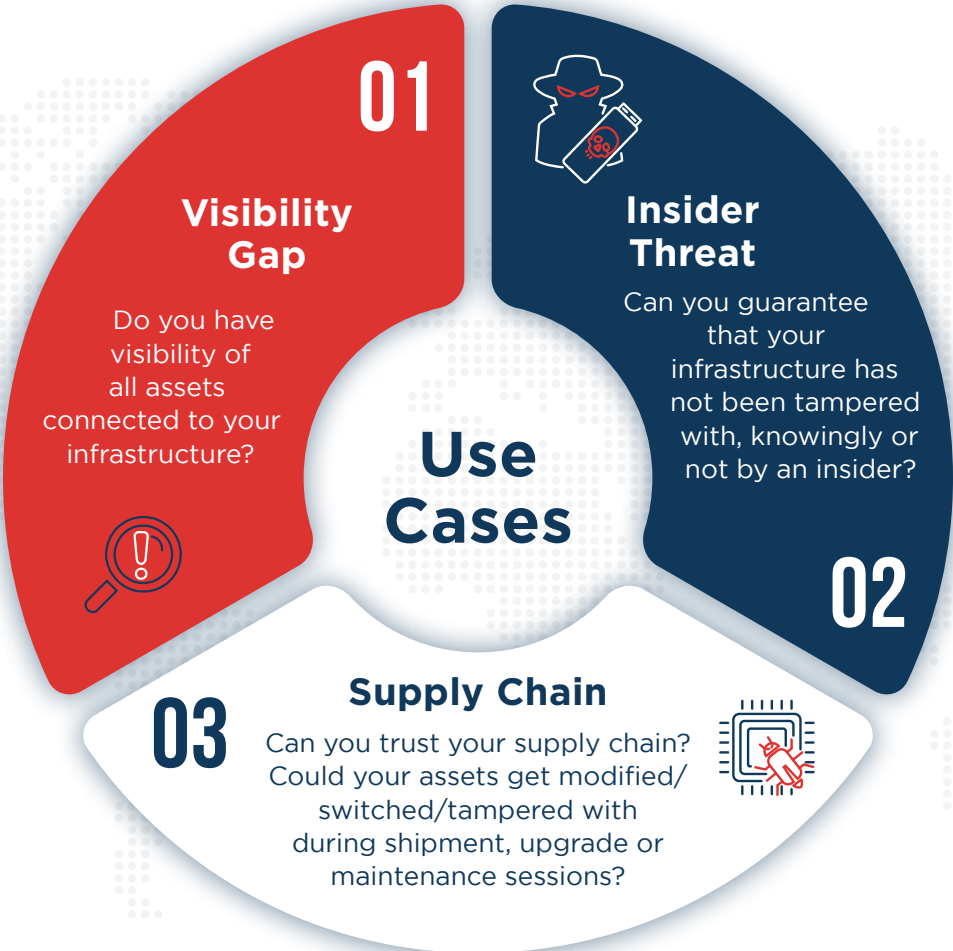 01
Visibility
Gap
Do you have
visibility of
all assets
connected to your
infrastructure?
Insider
Threat
Can you guarantee
that your
infrastructure has
not been tampered
with, knowingly or
not by an insider?
02
Use
Cases
03
Supply Chain
Can you trust your supply chain?
Could your assets get modified/
switched/tampered with
during shipment, upgrade or
maintenance sessions?